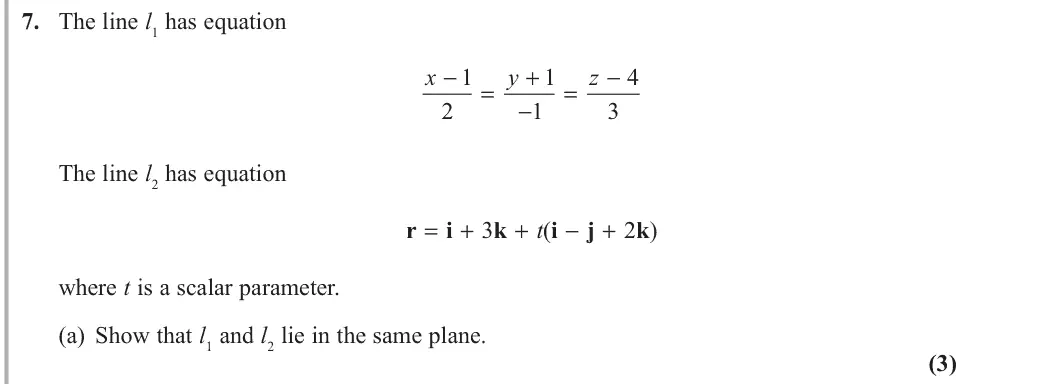 7. The line l₁ has equation
(x − 1)/2 = (y + 1)/−1 = (z − 4)/3
The line l₂ has equation
r = i + 3k + t(i − j + 2k)
where t is a scalar parameter.
(a) Show that l₁ and l₂ lie in the same plane.
(3)